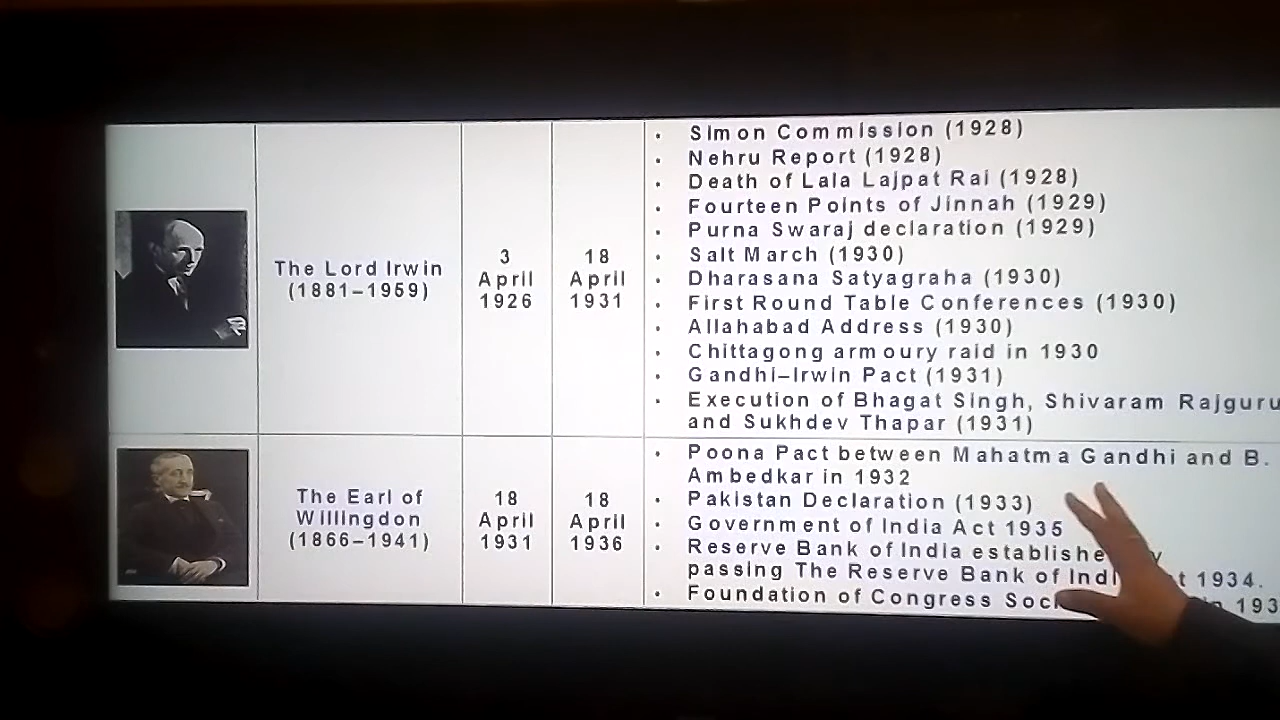 The Lord Irwin
(1881–1959)
3
April
1926
18
April
1931
• Simon Commission (1928)
• Nehru Report (1928)
• Death of Lala Lajpat Rai (1928)
• Fourteen Points of Jinnah (1929)
• Purna Swaraj declaration (1929)
• Salt March (1930)
• Dharasana Satyagraha (1930)
• First Round Table Conferences (1930)
• Allahabad Address (1930)
• Chittagong armoury raid in 1930
• Gandhi–Irwin Pact (1931)
• Execution of Bhagat Singh, Shivaram Rajguru
and Sukhdev Thapar (1931)
The Earl of
Willingdon
(1866–1941)
18
April
1931
18
April
1936
• Poona Pact between Mahatma Gandhi and B.
Ambedkar in 1932
• Pakistan Declaration (1933)
• Government of India Act 1935
• Reserve Bank of India establishe
passing The Reserve Bank of Indi t 1934.
• Foundation of Congress Soc in 193